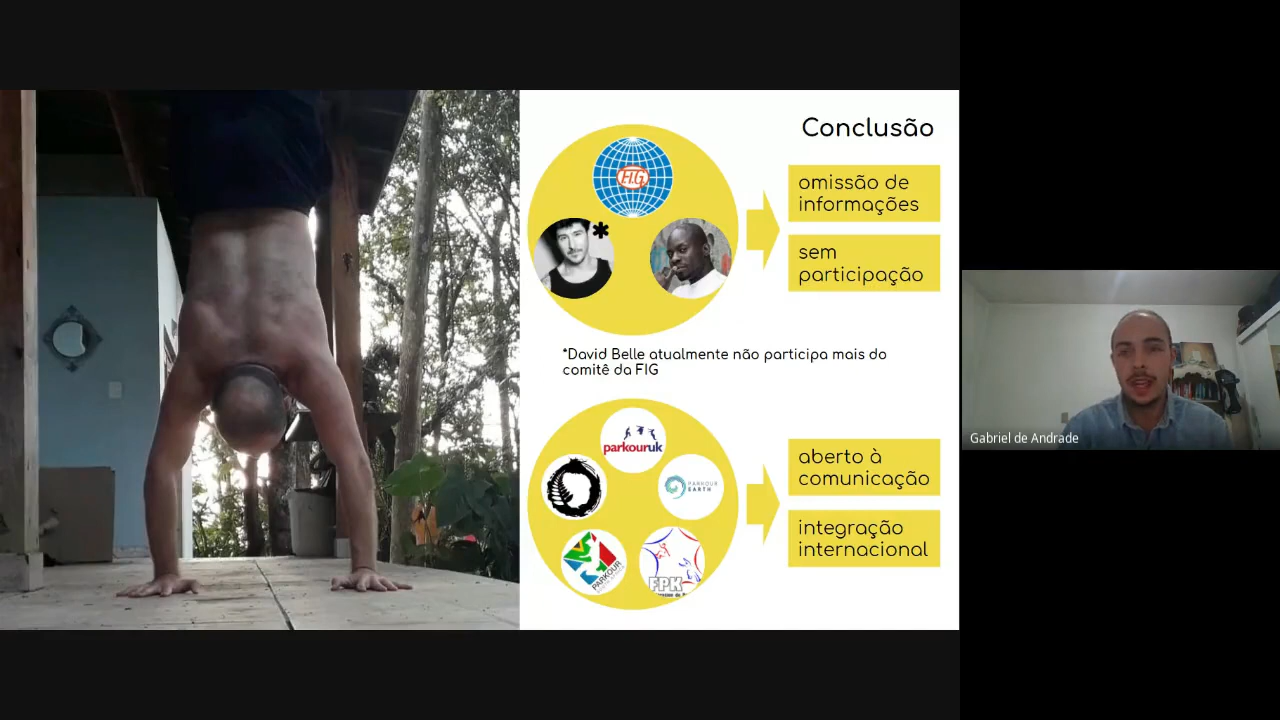 Conclusão
F.I.G.
*
omissão de
informações
sem
participação
*David Belle atualmente não participa mais do
comitê da FIG
parkouruk
PARKOUR
EARTH
PARKOUR
FPK
aberto à
comunicação
integração
internacional
Gabriel de Andrade